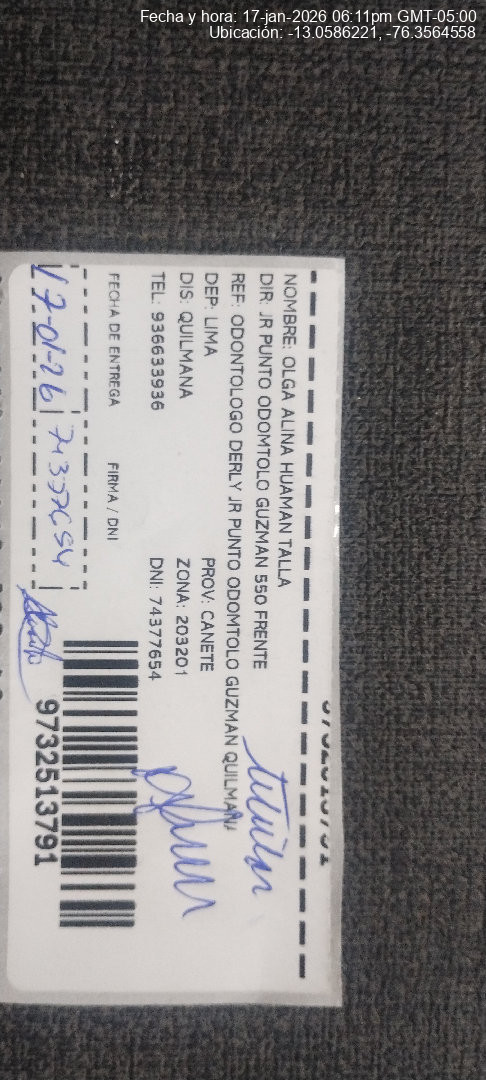 Fecha y hora: 17-jan-2026 06:11pm GMT-05:00
Ubicación: -13.0586221, -76.3564558
NOMBRE: OLGA ALINA HUAMAN TALLA
DIR: JR PUNTO ODOMTOLO GUZMAN 550 FRENTE
REF: ODONTOLOGO DERLY JR PUNTO ODOMTOLO GUZMAN QUILMANA
DEP: LIMA PROV: CANETE
DIS: QUILMANA ZONA: 203201
TEL: 936633936 DNI: 74377654
FECHA DE ENTREGA FIRMA / DNI
17-01-26 74377654
titular
9732513791